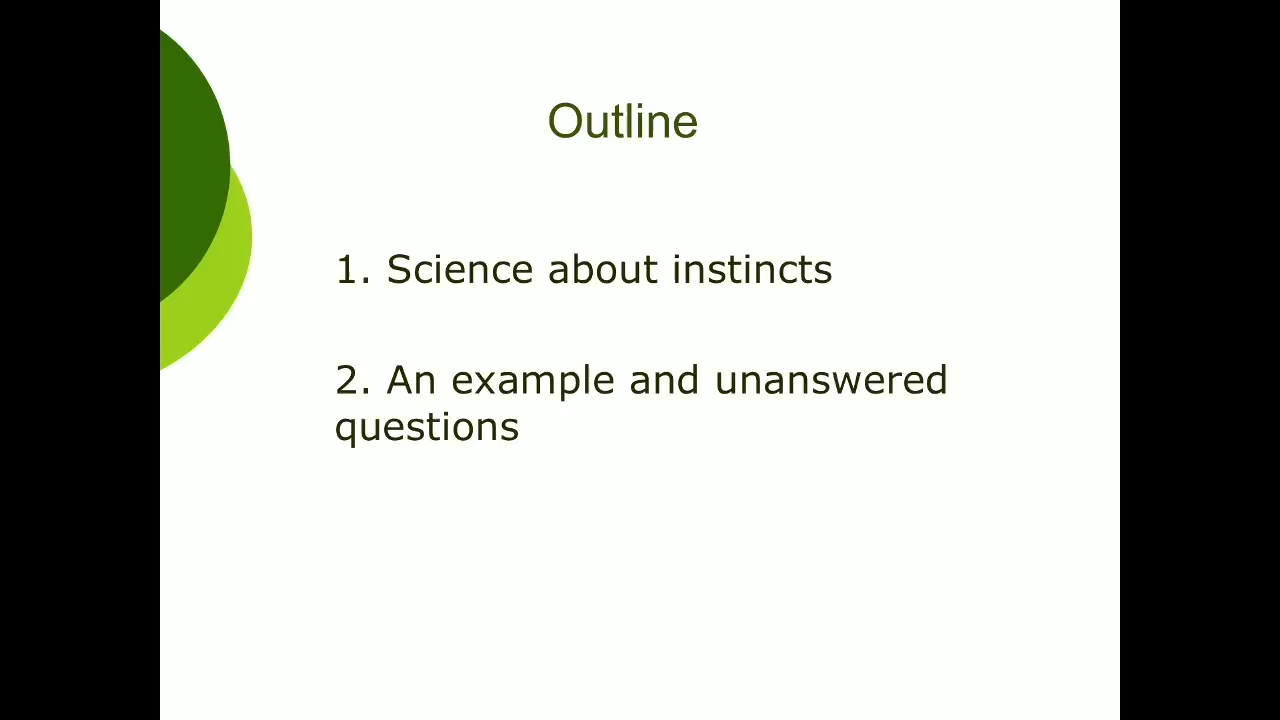 Outline
1. Science about instincts
2. An example and unanswered
questions